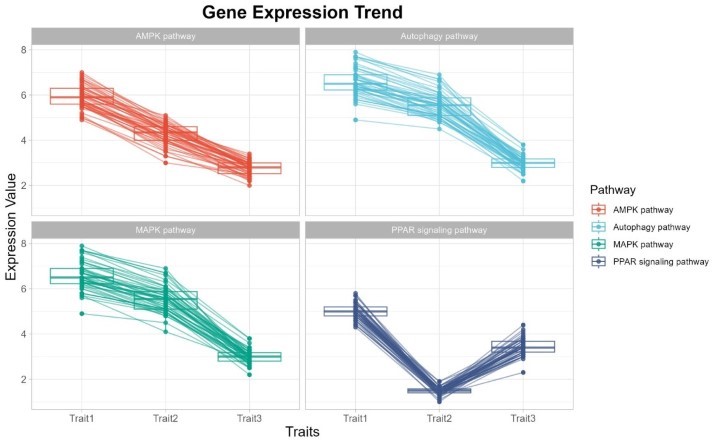 Gene Expression Trend
AMPK pathway
Autophagy pathway
8
6
4
2
Expression Value
MAPK pathway
PPAR signaling pathway
8
6
4
2
Trait1 Trait2 Trait3
Trait1 Trait2 Trait3
Traits
Pathway
AMPK pathway
Autophagy pathway
MAPK pathway
PPAR signaling pathway